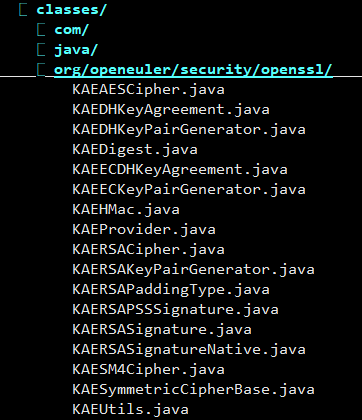 classes/
com/
java/
org/openeuler/security/openssl/
KAEAESCipher.java
KAEDHKeyAgreement.java
KAEDHKeyPairGenerator.java
KAEDigest.java
KAEECDHKeyAgreement.java
KAEECKeyPairGenerator.java
KAEHMac.java
KAEProvider.java
KAERSACipher.java
KAERSAKeyPairGenerator.java
KAERSAPaddingType.java
KAERSAPSSSignature.java
KAERSASignature.java
KAERSASignatureNative.java
KAESM4Cipher.java
KAESymmetricCipherBase.java
KAEUtils.java